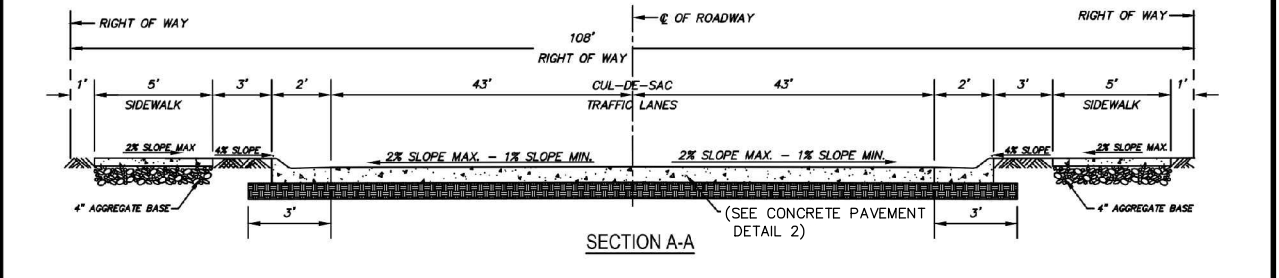 RIGHT OF WAY
℄ OF ROADWAY
RIGHT OF WAY
108'
RIGHT OF WAY
1' 5' 3' 2' 43' CUL-DE-SAC 43' 2' 3' 5' 1'
SIDEWALK TRAFFIC LANES SIDEWALK
2% SLOPE MAX 4% SLOPE 2% SLOPE MAX. - 1% SLOPE MIN. 2% SLOPE MAX. - 1% SLOPE MIN. 4% SLOPE 2% SLOPE MAX.
4" AGGREGATE BASE 3' (SEE CONCRETE PAVEMENT 3' 4" AGGREGATE BASE
DETAIL 2)
SECTION A-A